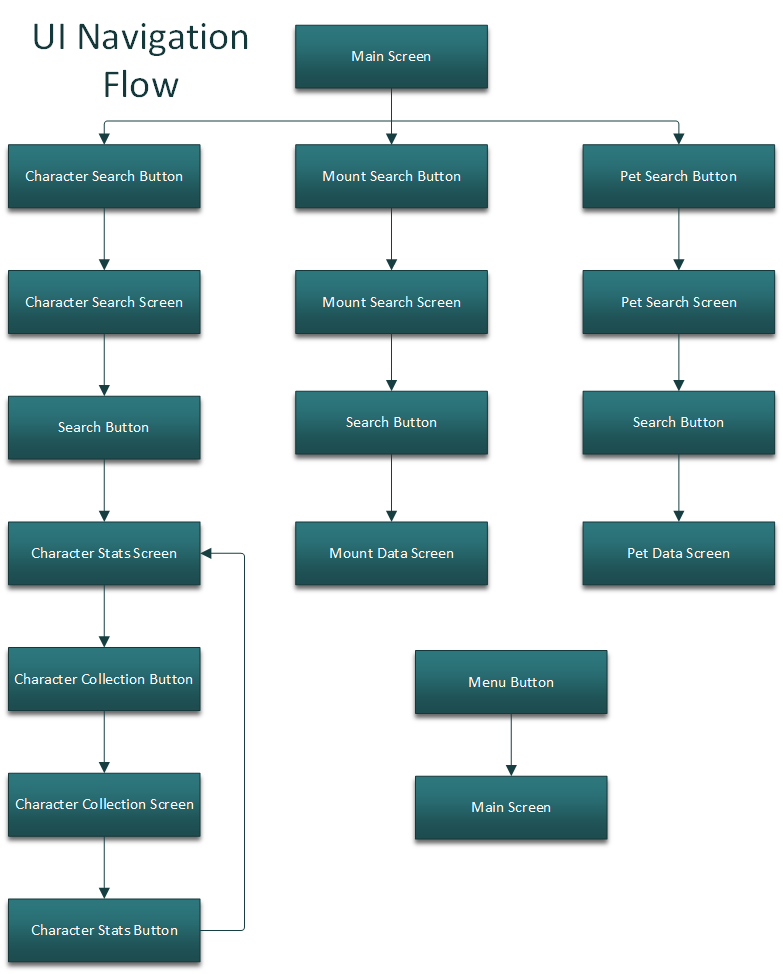 UI Navigation
Flow
Main Screen
Character Search Button
Mount Search Button
Pet Search Button
Character Search Screen
Mount Search Screen
Pet Search Screen
Search Button
Search Button
Search Button
Character Stats Screen
Mount Data Screen
Pet Data Screen
Character Collection Button
Menu Button
Character Collection Screen
Main Screen
Character Stats Button